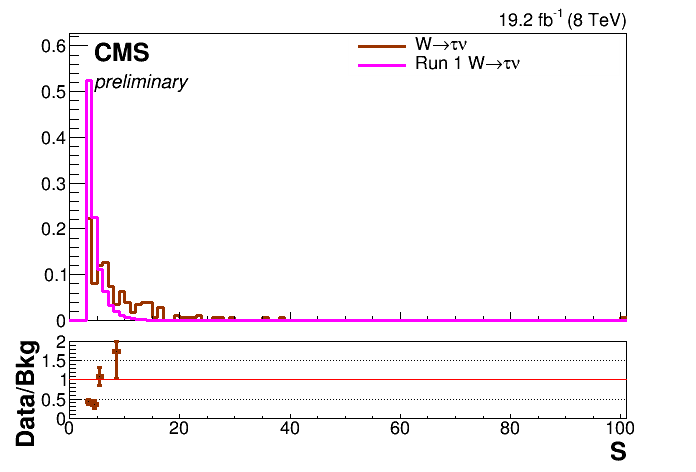 19.2 fb⁻¹ (8 TeV)
CMS
preliminary
W→τν
Run 1 W→τν
0.6
0.5
0.4
0.3
0.2
0.1
0
Data/Bkg
2
1.5
1
0.5
0
0 20 40 60 80 100
S